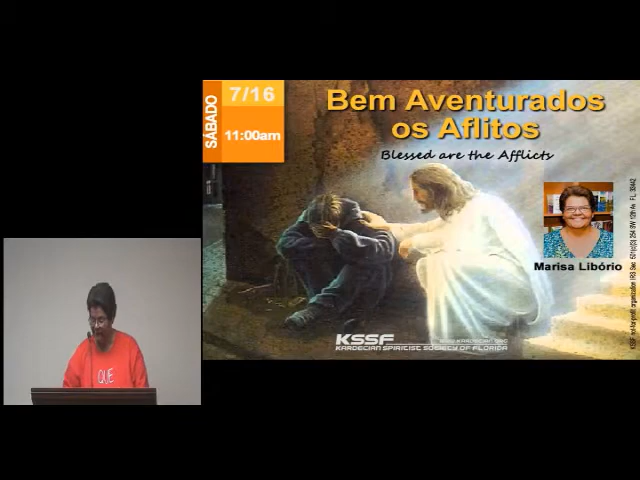 SÁBADO
7/16
11:00am
Bem Aventurados
os Aflitos
Blessed are the Afflicts
Marisa Libório
KSSF
KARDECIAN SPIRITIST SOCIETY OF FLORIDA
QUE